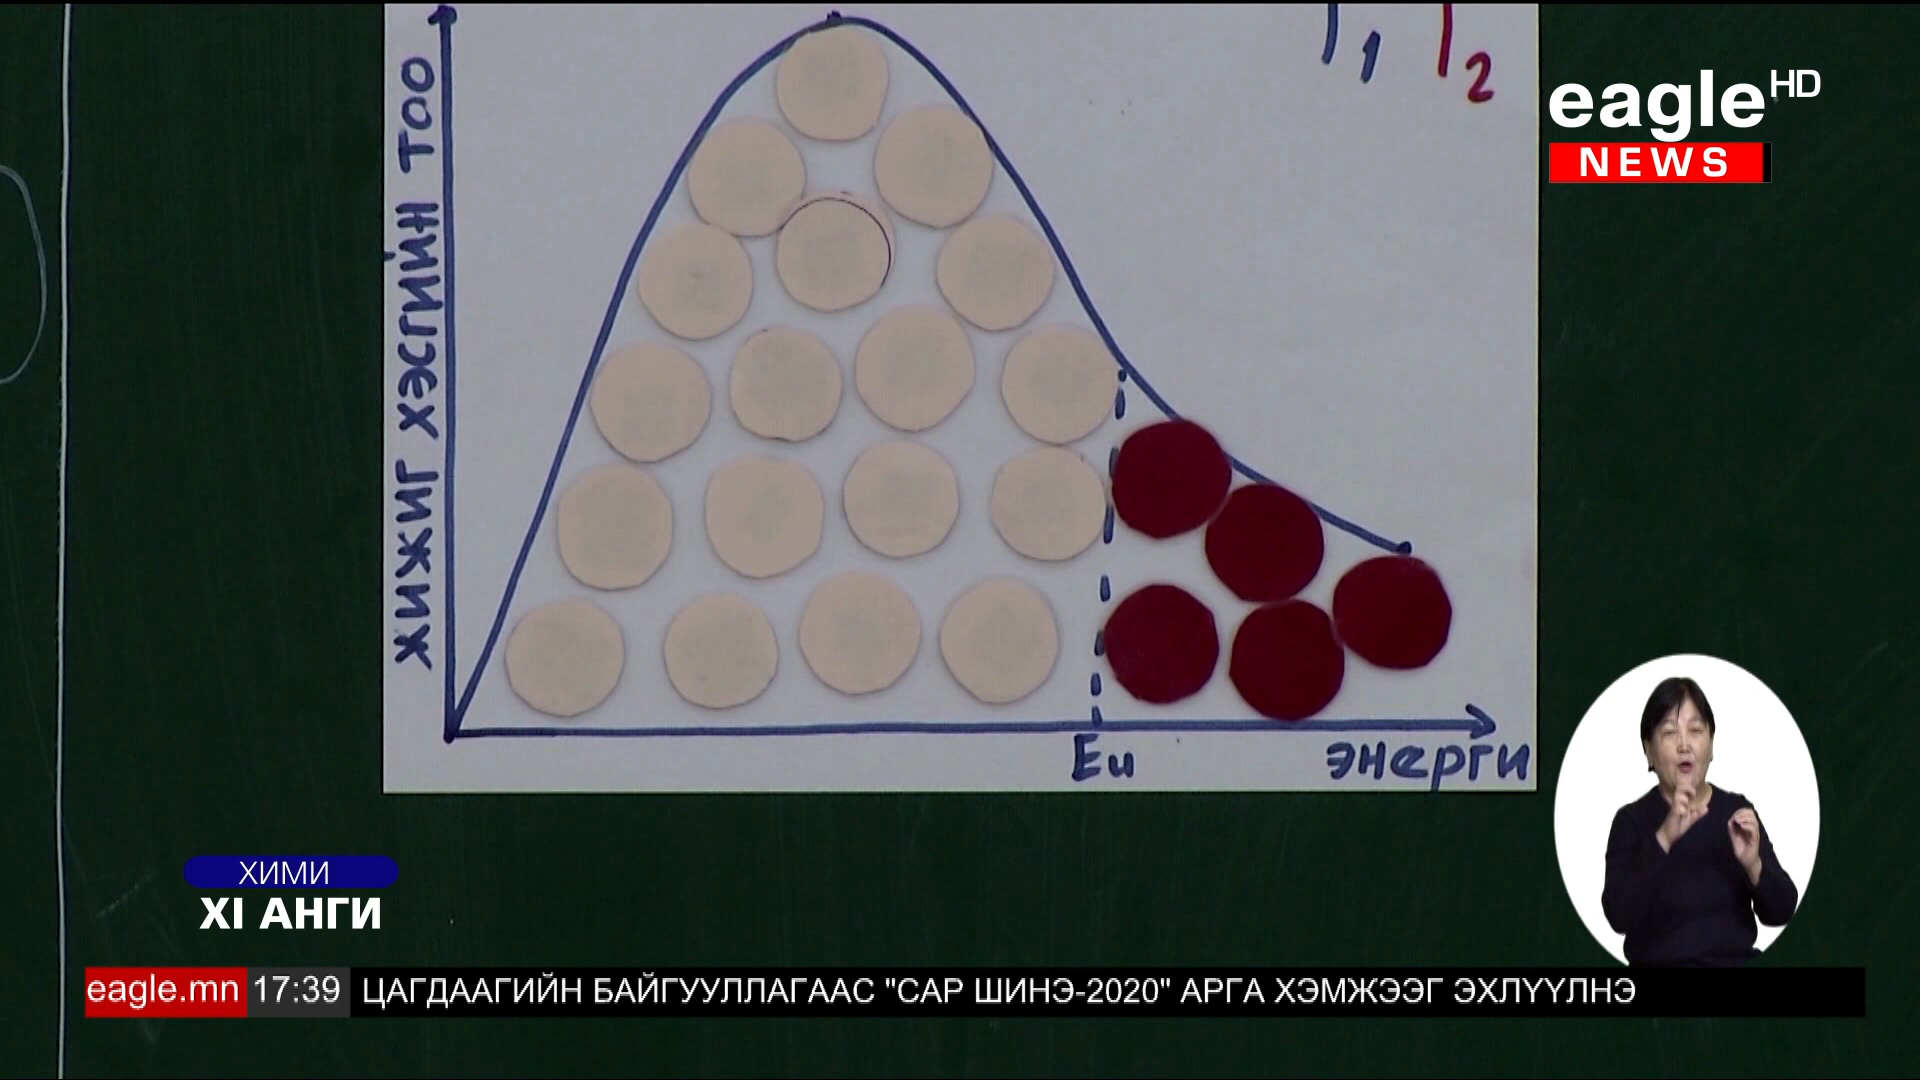 T₁ T₂
eagle HD
NEWS
ХИЖИГ ХЭСГИЙН ТОО
Eи
энерги
ХИМИ
XI АНГИ
eagle.mn 17:39 ЦАГДААГИЙН БАЙГУУЛЛАГААС "САР ШИНЭ-2020" АРГА ХЭМЖЭЭГ ЭХЛҮҮЛНЭ